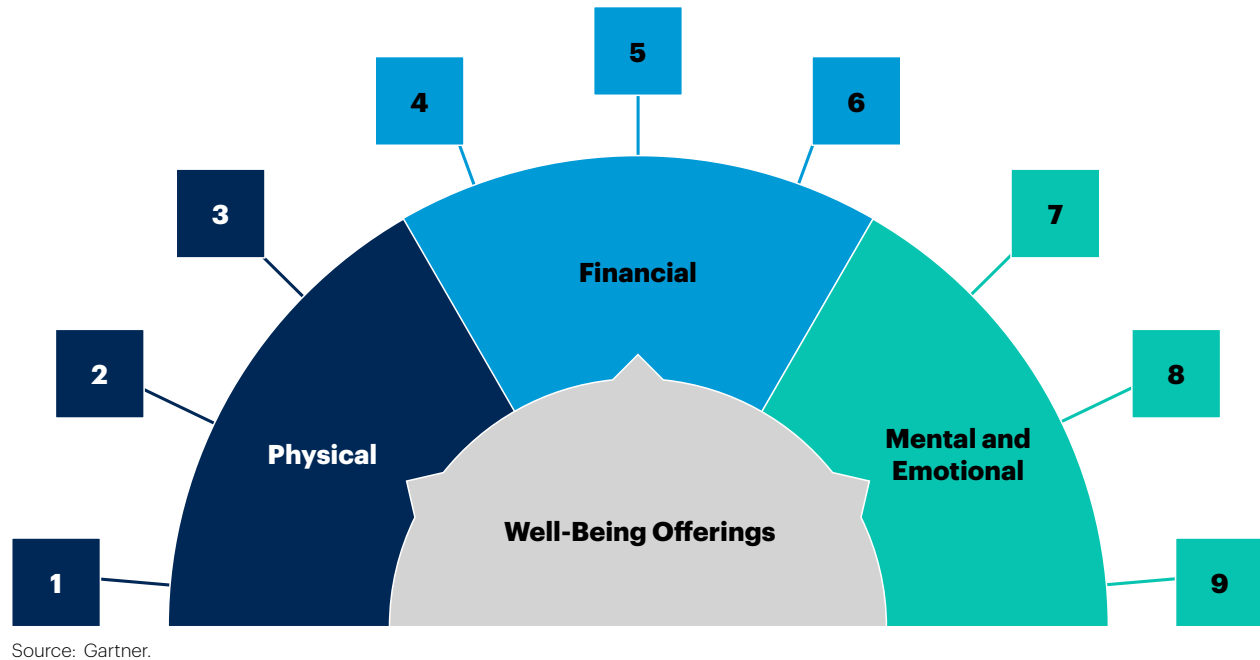 5
4
6
3
7
Financial
2
8
Physical
Mental and
Emotional
Well-Being Offerings
1
9
Source: Gartner.